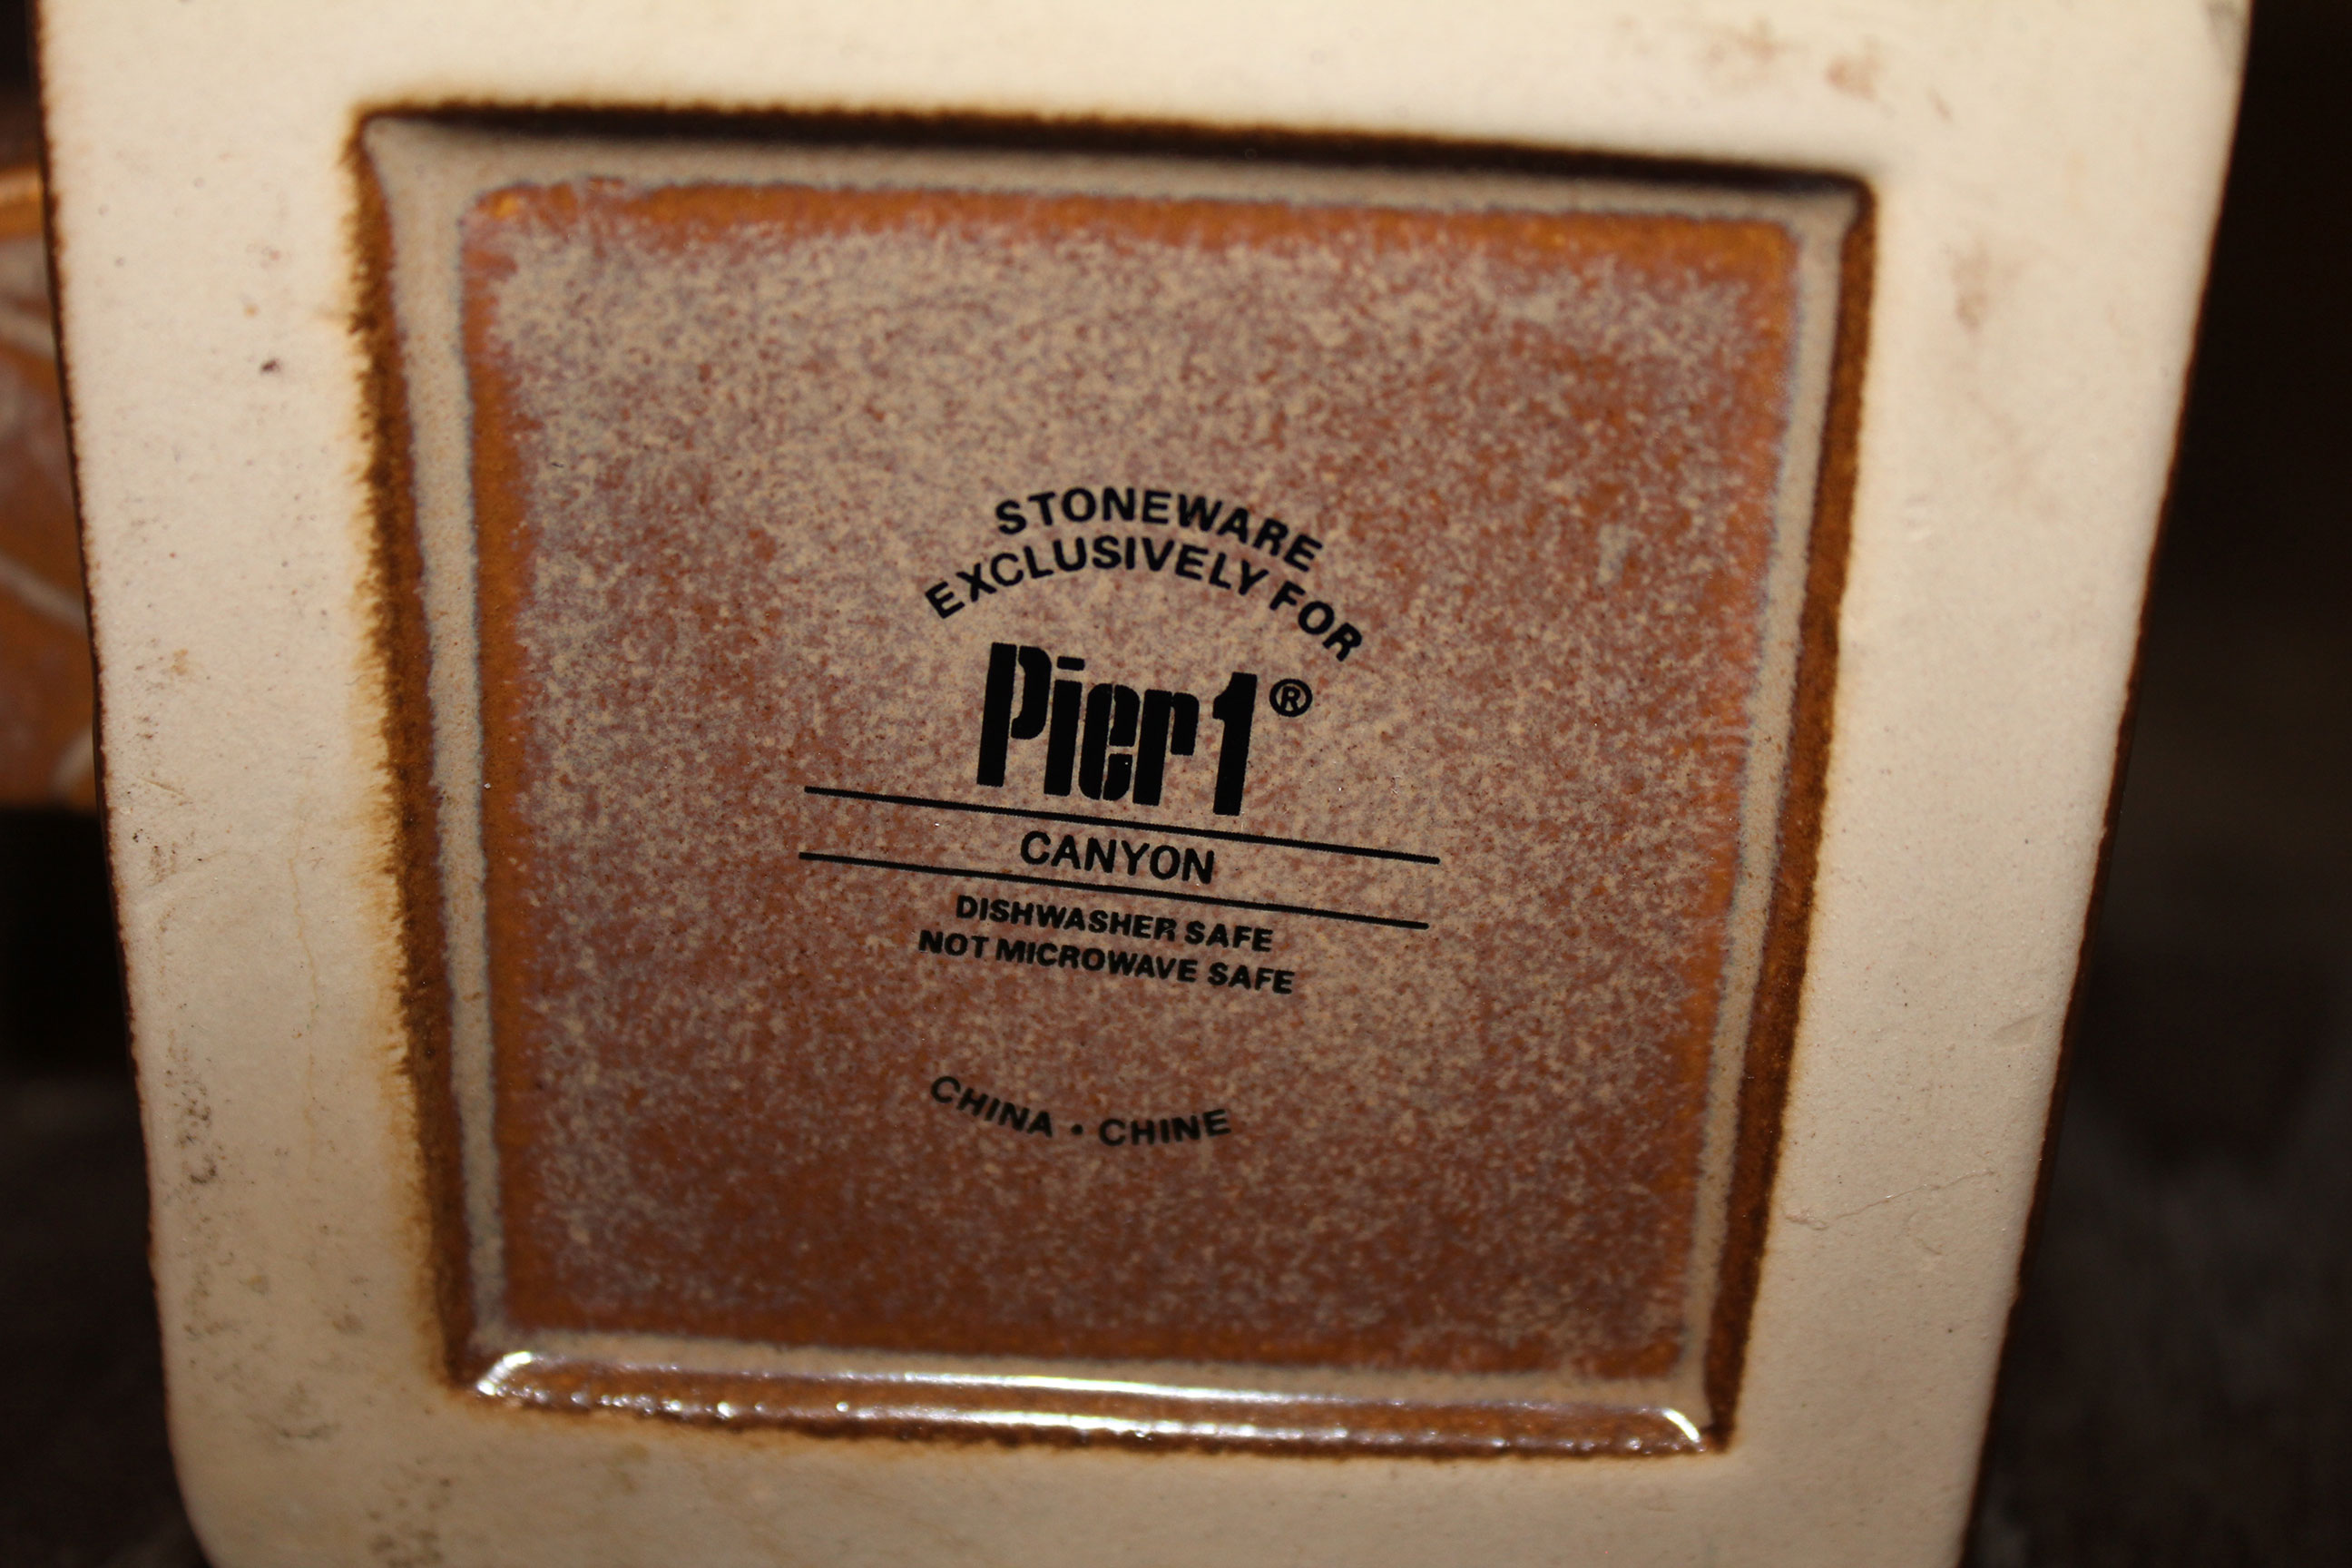 STONEWARE
EXCLUSIVELY FOR
Pier 1®
CANYON
DISHWASHER SAFE
NOT MICROWAVE SAFE
CHINA • CHINE